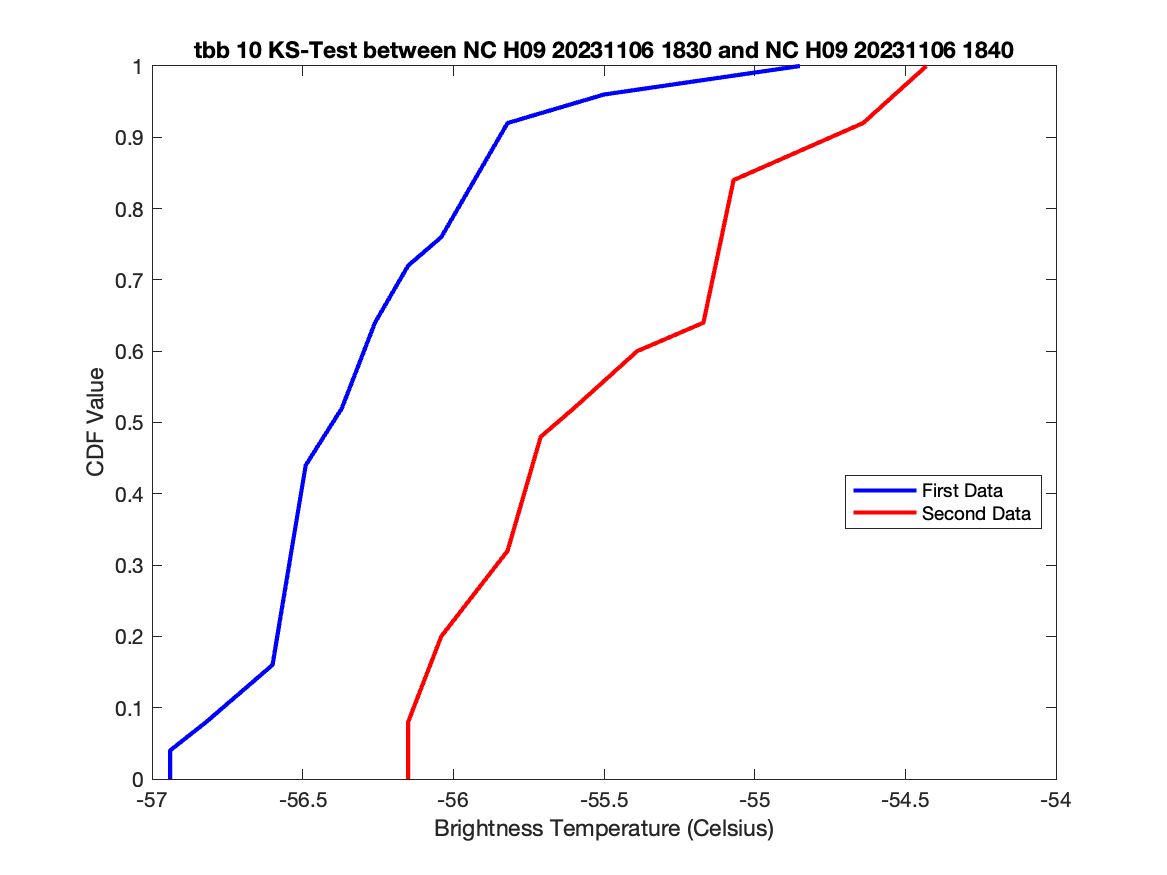 tbb 10 KS-Test between NC H09 20231106 1830 and NC H09 20231106 1840
1
0.9
0.8
0.7
0.6
0.5
0.4
0.3
0.2
0.1
0
CDF Value
First Data
Second Data
-57 -56.5 -56 -55.5 -55 -54.5 -54
Brightness Temperature (Celsius)